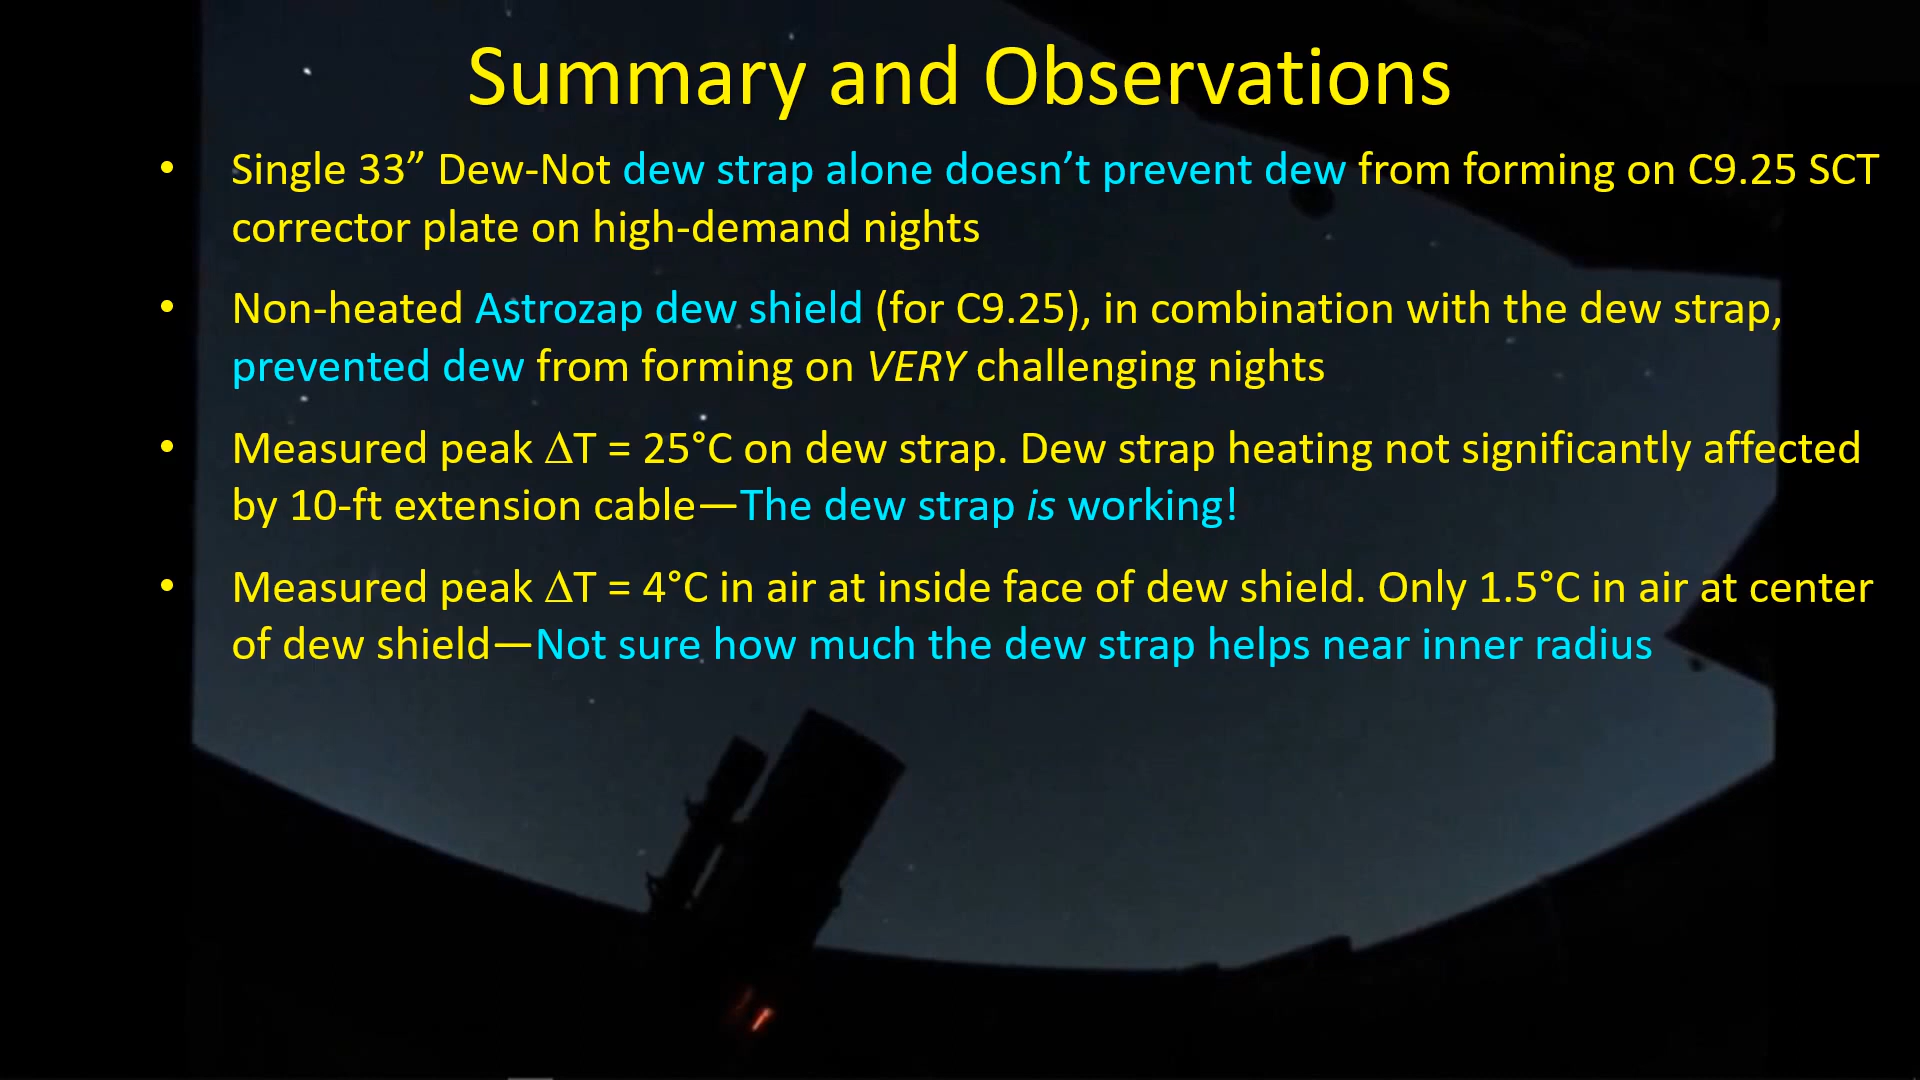 Summary and Observations
• Single 33” Dew-Not dew strap alone doesn’t prevent dew from forming on C9.25 SCT
corrector plate on high-demand nights
• Non-heated Astrozap dew shield (for C9.25), in combination with the dew strap,
prevented dew from forming on VERY challenging nights
• Measured peak ΔT = 25°C on dew strap. Dew strap heating not significantly affected
by 10-ft extension cable—The dew strap is working!
• Measured peak ΔT = 4°C in air at inside face of dew shield. Only 1.5°C in air at center
of dew shield—Not sure how much the dew strap helps near inner radius